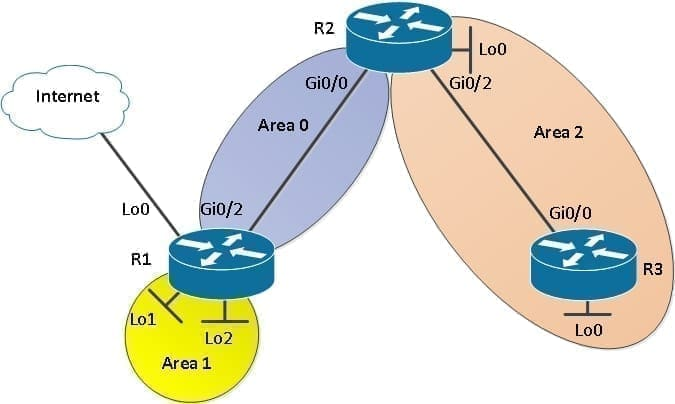 R2
Lo0
Gi0/0
Gi0/2
Internet
Area 0
Area 2
Lo0
Gi0/2
Gi0/0
R1
R3
Lo1
Lo2
Lo0
Area 1